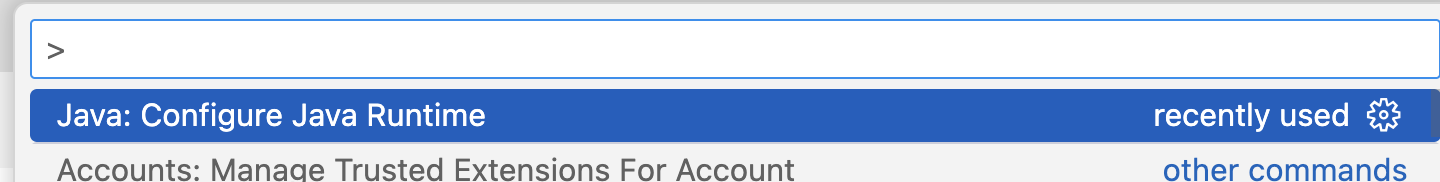 >
Java: Configure Java Runtime recently used
Accounts: Manage Trusted Extensions For Account other commands